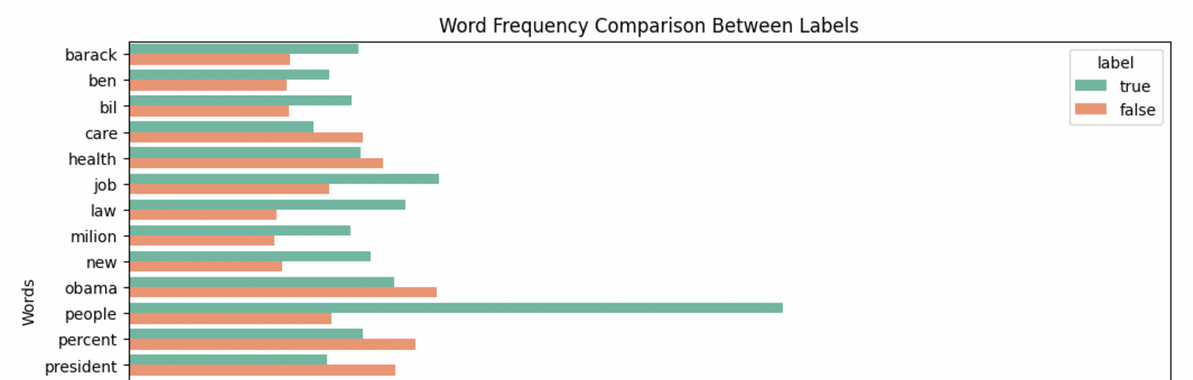 Word Frequency Comparison Between Labels
label
true
false
Words
barack
ben
bil
care
health
job
law
milion
new
obama
people
percent
president